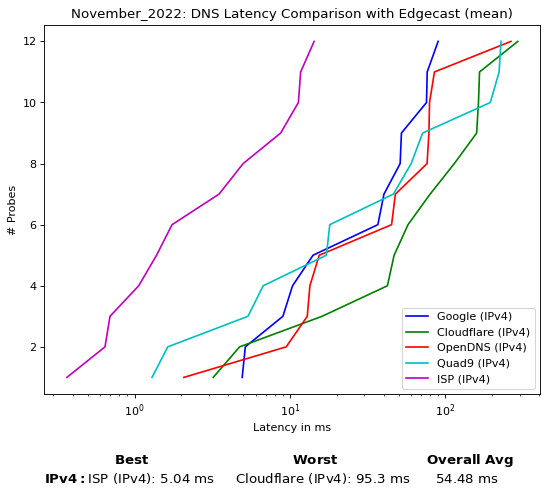 November_2022: DNS Latency Comparison with Edgecast (mean)
12
10
8
6
4
2
# Probes
Google (IPv4)
Cloudflare (IPv4)
OpenDNS (IPv4)
Quad9 (IPv4)
ISP (IPv4)
10⁰ 10¹ 10²
Latency in ms
Best Worst Overall Avg
IPv4: ISP (IPv4): 5.04 ms Cloudflare (IPv4): 95.3 ms 54.48 ms